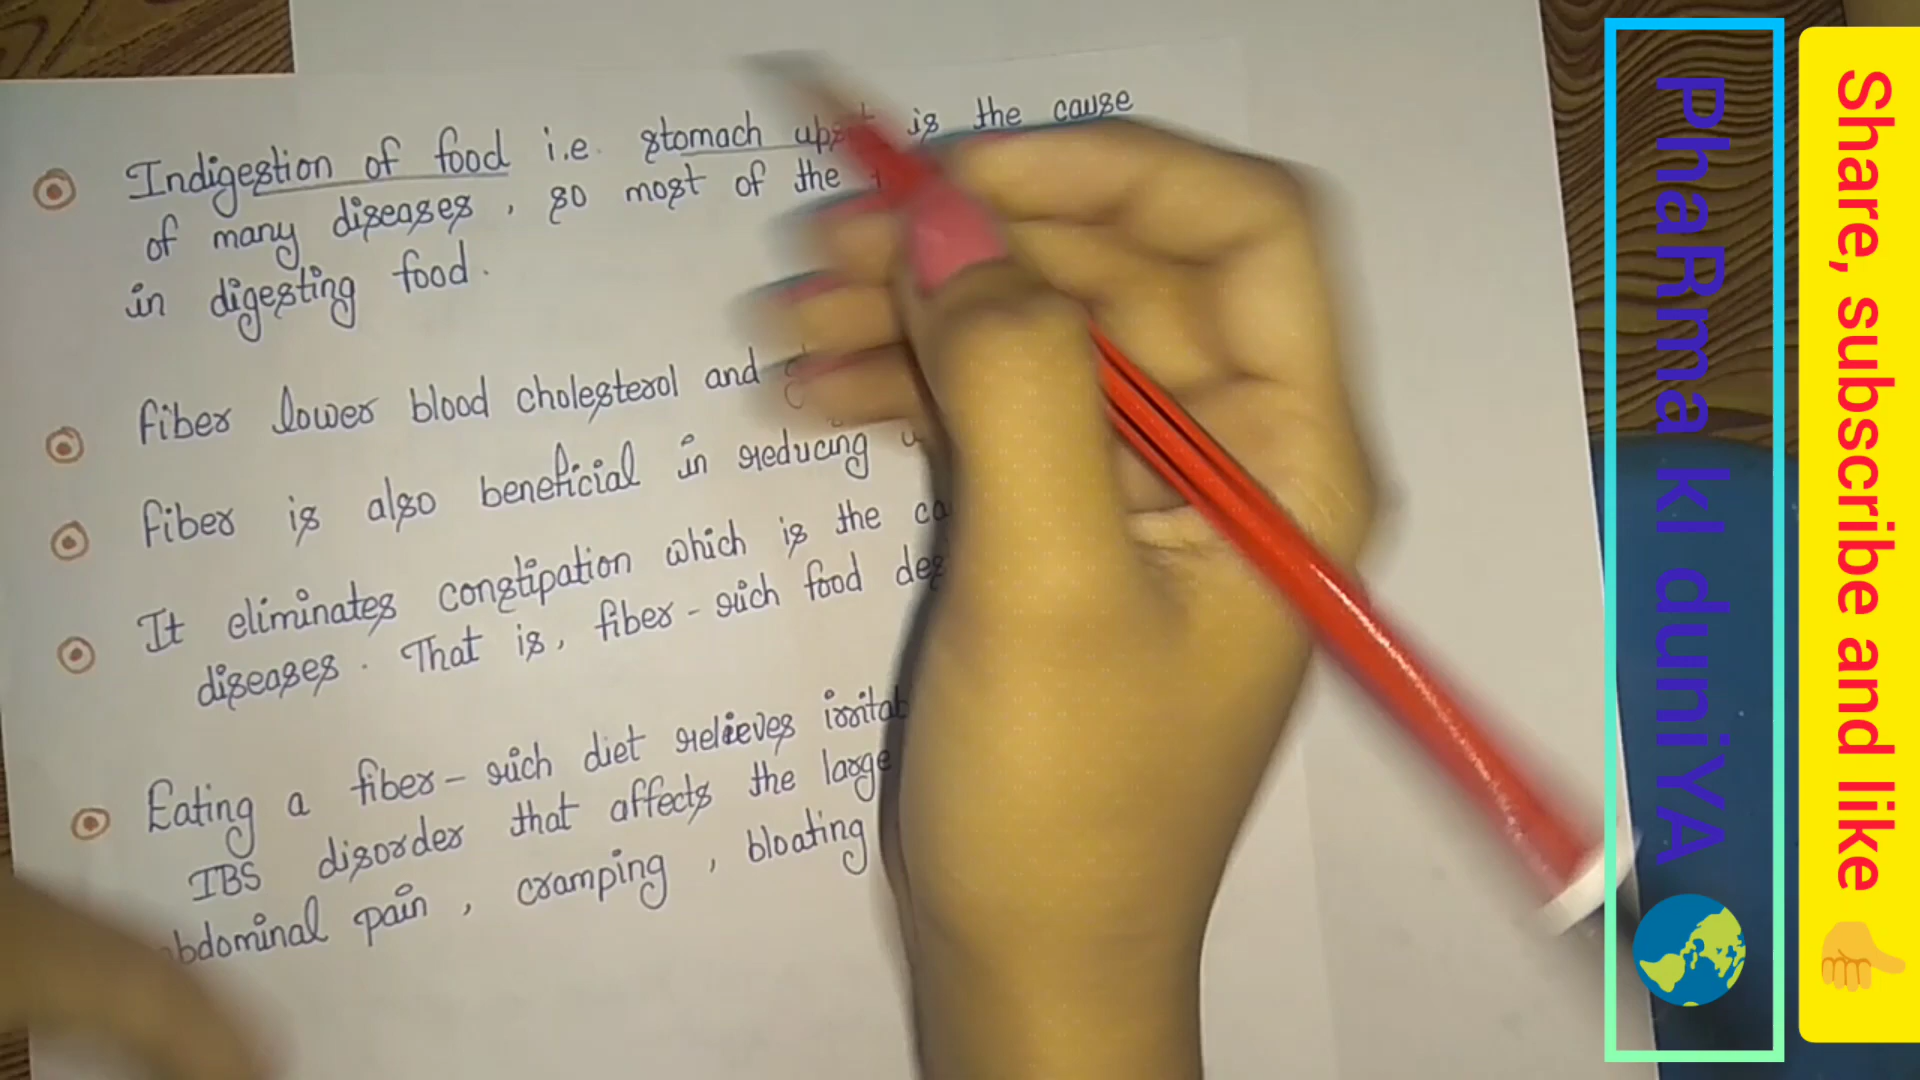 Indigestion of food i.e. stomach upset is the cause
of many diseases, so most of the
in digesting food.
fiber lower blood cholesterol and
fiber is also beneficial in reducing
It eliminates constipation which is the
diseases. That is, fiber-rich food
Eating a fiber-rich diet relieves
IBS disorder that affects the large
abdominal pain, cramping, bloating
PhaRma kI dunIYA
Share, subscribe and like